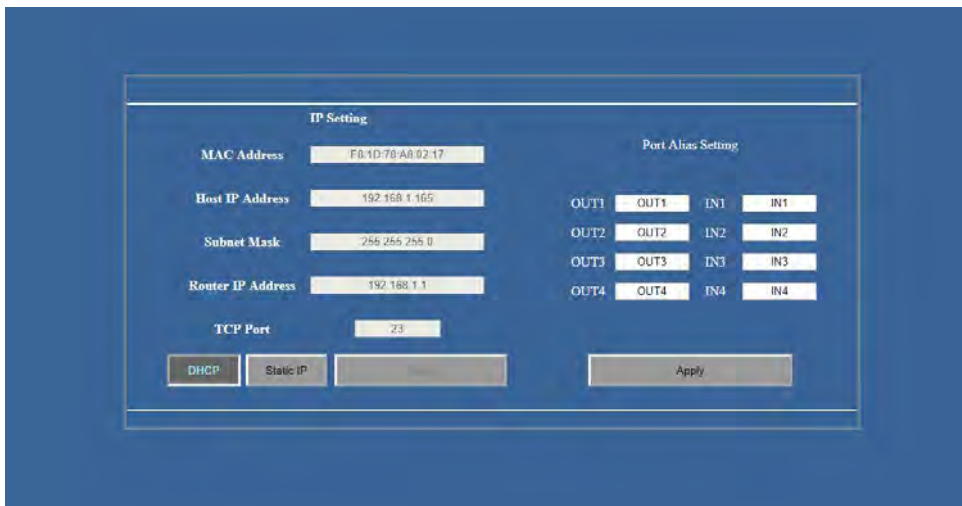 IP Setting
MAC Address F8:1D:78:A8:02:17
Host IP Address 192.168.1.165
Subnet Mask 255.255.255.0
Router IP Address 192.168.1.1
TCP Port 23
DHCP Static IP
Port Alias Setting
OUT1 OUT1 IN1 IN1
OUT2 OUT2 IN2 IN2
OUT3 OUT3 IN3 IN3
OUT4 OUT4 IN4 IN4
Apply